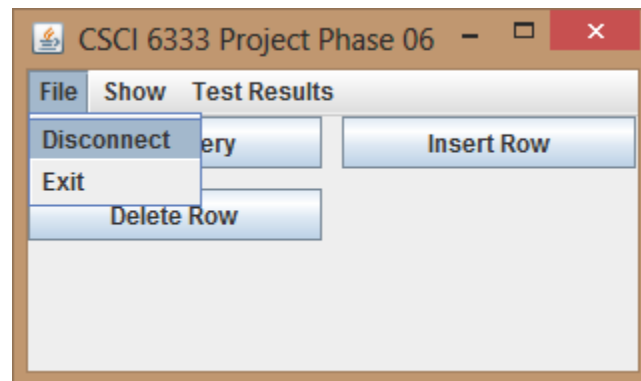 CSCI 6333 Project Phase 06
File Show Test Results
Disconnect
ery
Insert Row
Exit
Delete Row